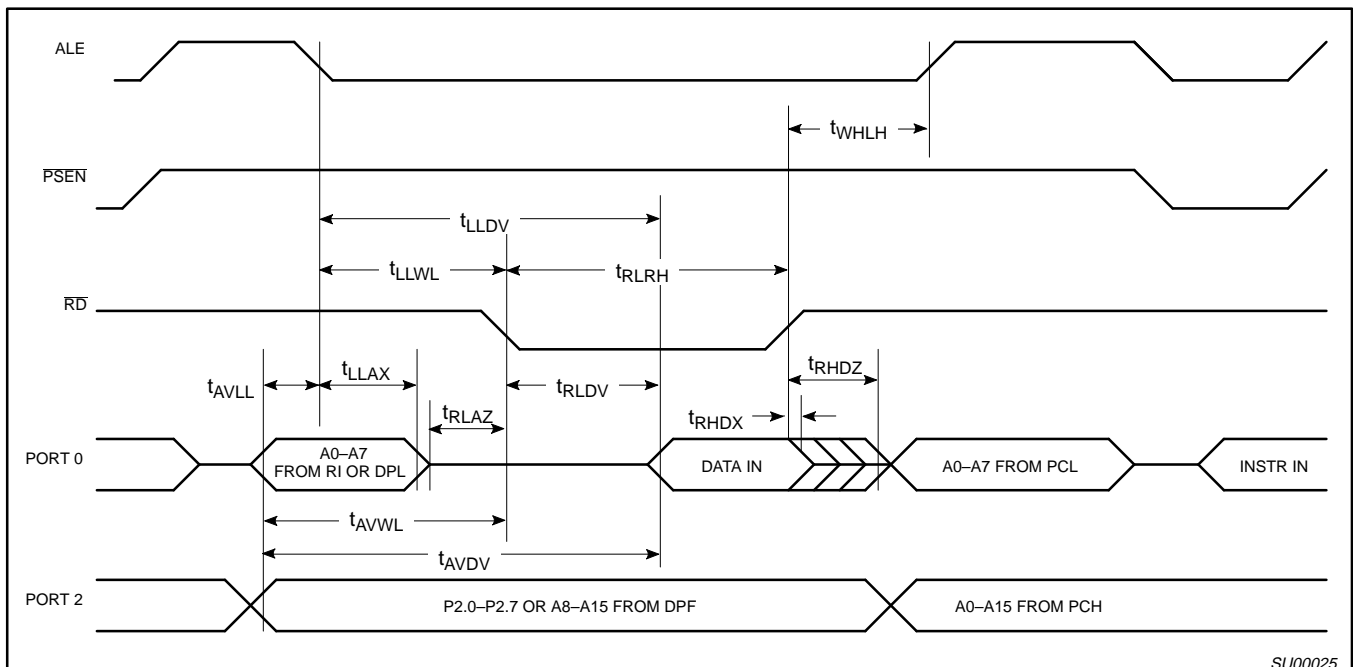 ALE
tWHLH
PSEN
tLLDV
tLLWL
tRLRH
RD
tAVLL
tLLAX
tRLAZ
tRLDV
tRHDZ
tRHDX
PORT 0
A0–A7
FROM RI OR DPL
DATA IN
A0–A7 FROM PCL
INSTR IN
tAVWL
tAVDV
PORT 2
P2.0–P2.7 OR A8–A15 FROM DPF
A0–A15 FROM PCH
SU00025